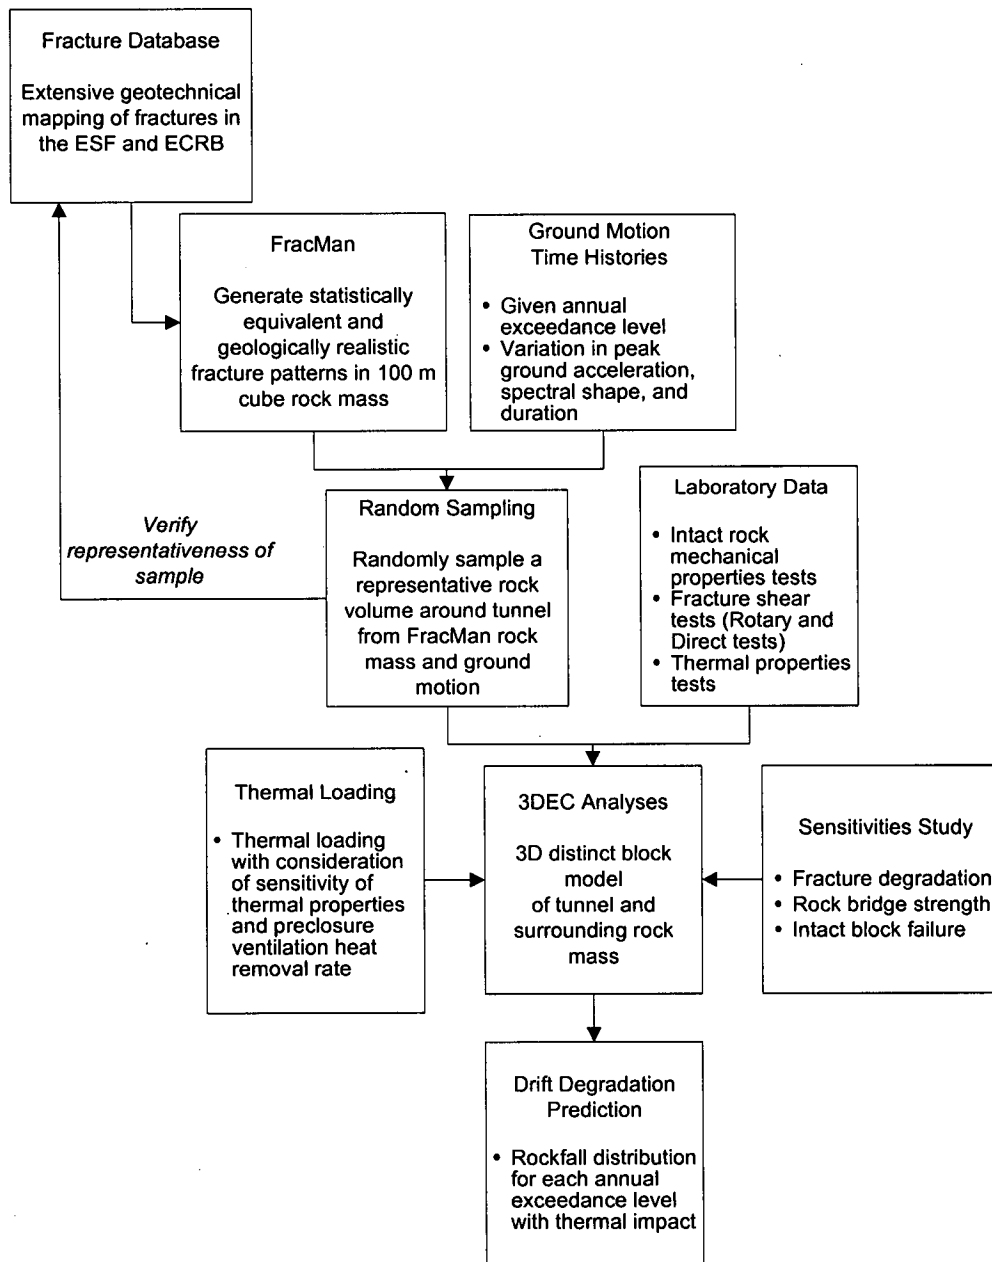 Fracture Database
Extensive geotechnical
mapping of fractures in
the ESF and ECRB
FracMan
Generate statistically
equivalent and
geologically realistic
fracture patterns in 100 m
cube rock mass
Ground Motion
Time Histories
• Given annual
exceedance level
• Variation in peak
ground acceleration,
spectral shape, and
duration
Verify
representativeness of
sample
Random Sampling
Randomly sample a
representative rock
volume around tunnel
from FracMan rock
mass and ground
motion
Laboratory Data
• Intact rock
mechanical
properties tests
• Fracture shear
tests (Rotary and
Direct tests)
• Thermal properties
tests
Thermal Loading
• Thermal loading
with consideration
of sensitivity of
thermal properties
and preclosure
ventilation heat
removal rate
3DEC Analyses
3D distinct block
model
of tunnel and
surrounding rock
mass
Sensitivities Study
• Fracture degradation
• Rock bridge strength
• Intact block failure
Drift Degradation
Prediction
• Rockfall distribution
for each annual
exceedance level
with thermal impact